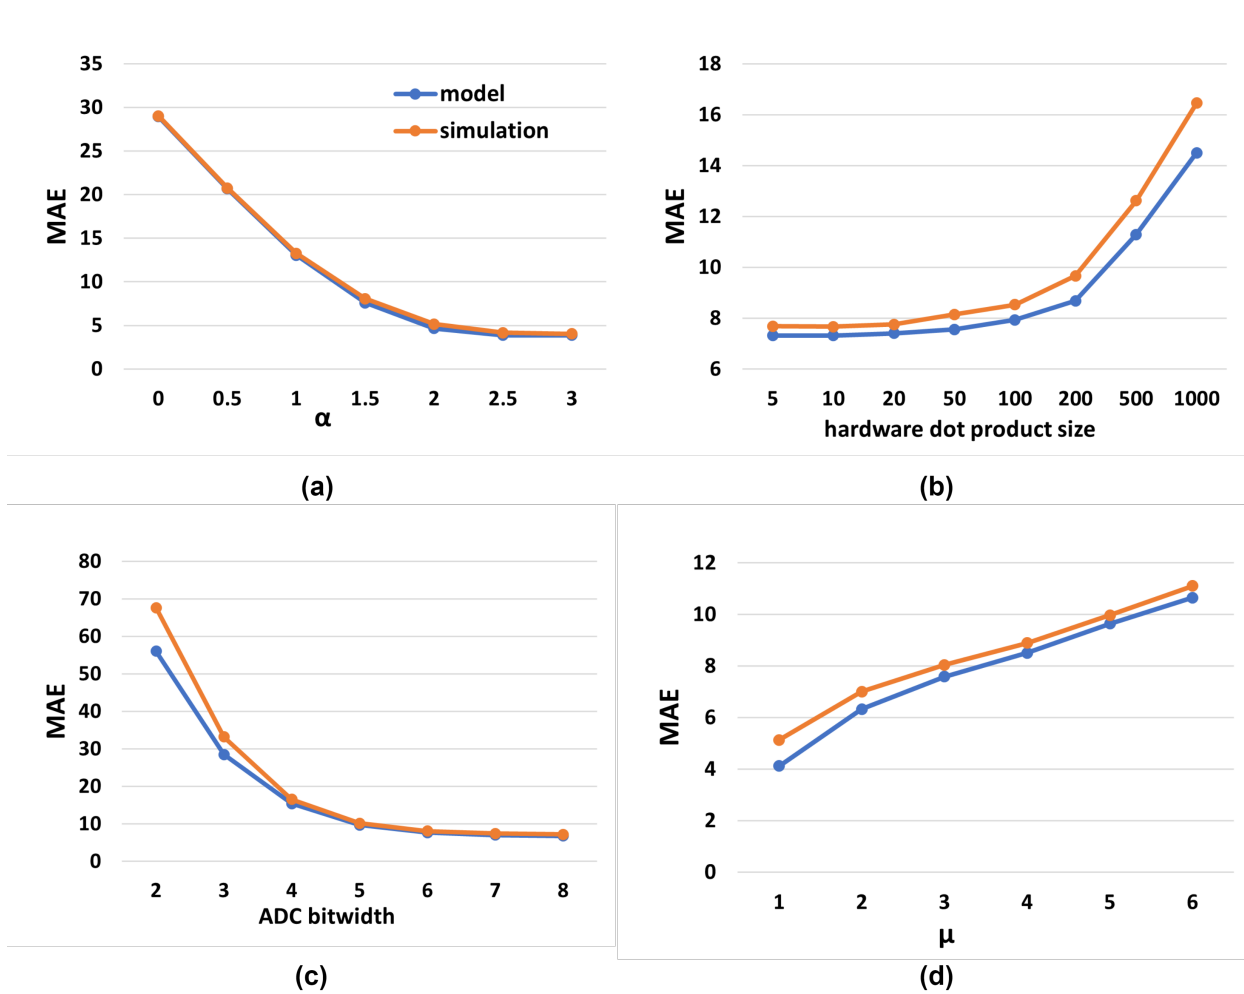 35
30
25
20
15
10
5
0
MAE
model
simulation
0 0.5 1 1.5 2 2.5 3
α
(a)
18
16
14
12
10
8
6
MAE
5 10 20 50 100 200 500 1000
hardware dot product size
(b)
80
70
60
50
40
30
20
10
0
MAE
2 3 4 5 6 7 8
ADC bitwidth
(c)
12
10
8
6
4
2
0
MAE
1 2 3 4 5 6
μ
(d)